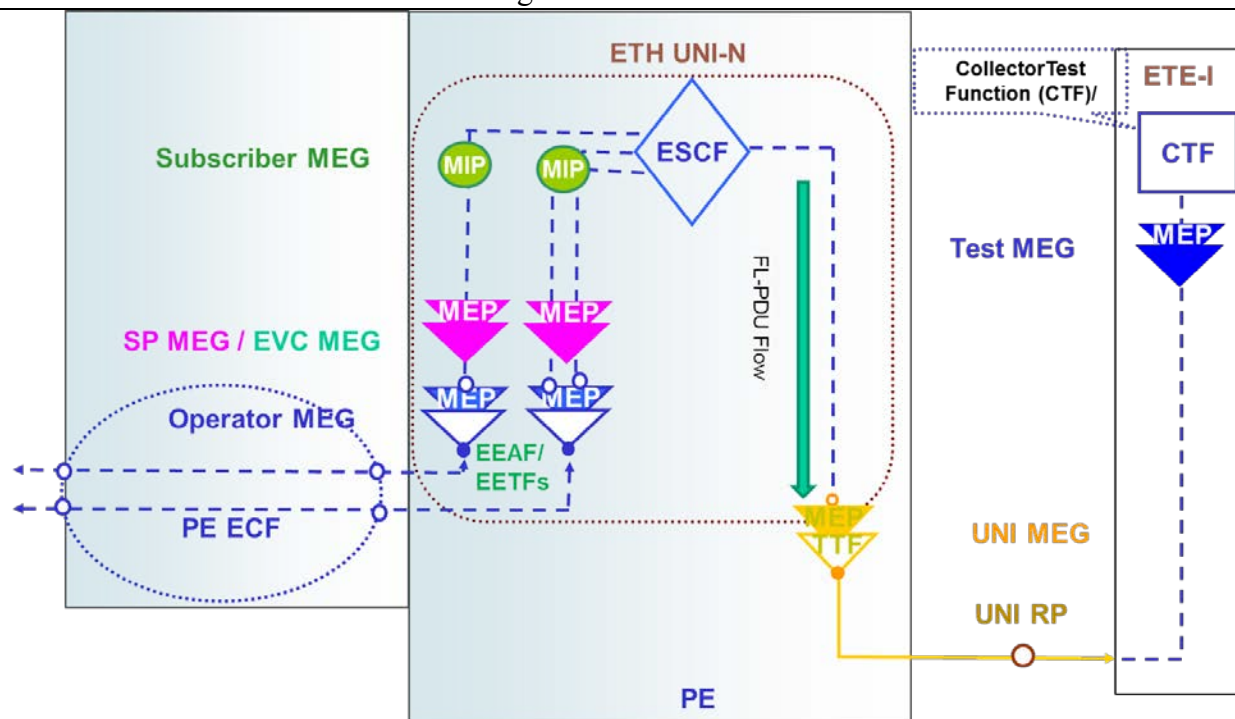 ETH UNI-N
CollectorTest
Function (CTF)/
ETE-I
Subscriber MEG
MIP
MIP
ESCF
CTF
MEP
Test MEG
FL-PDU Flow
MEP
MEP
SP MEG / EVC MEG
MEP
MEP
Operator MEG
EEAF/
EETFs
PE ECF
MEP
TTF
UNI MEG
UNI RP
PE